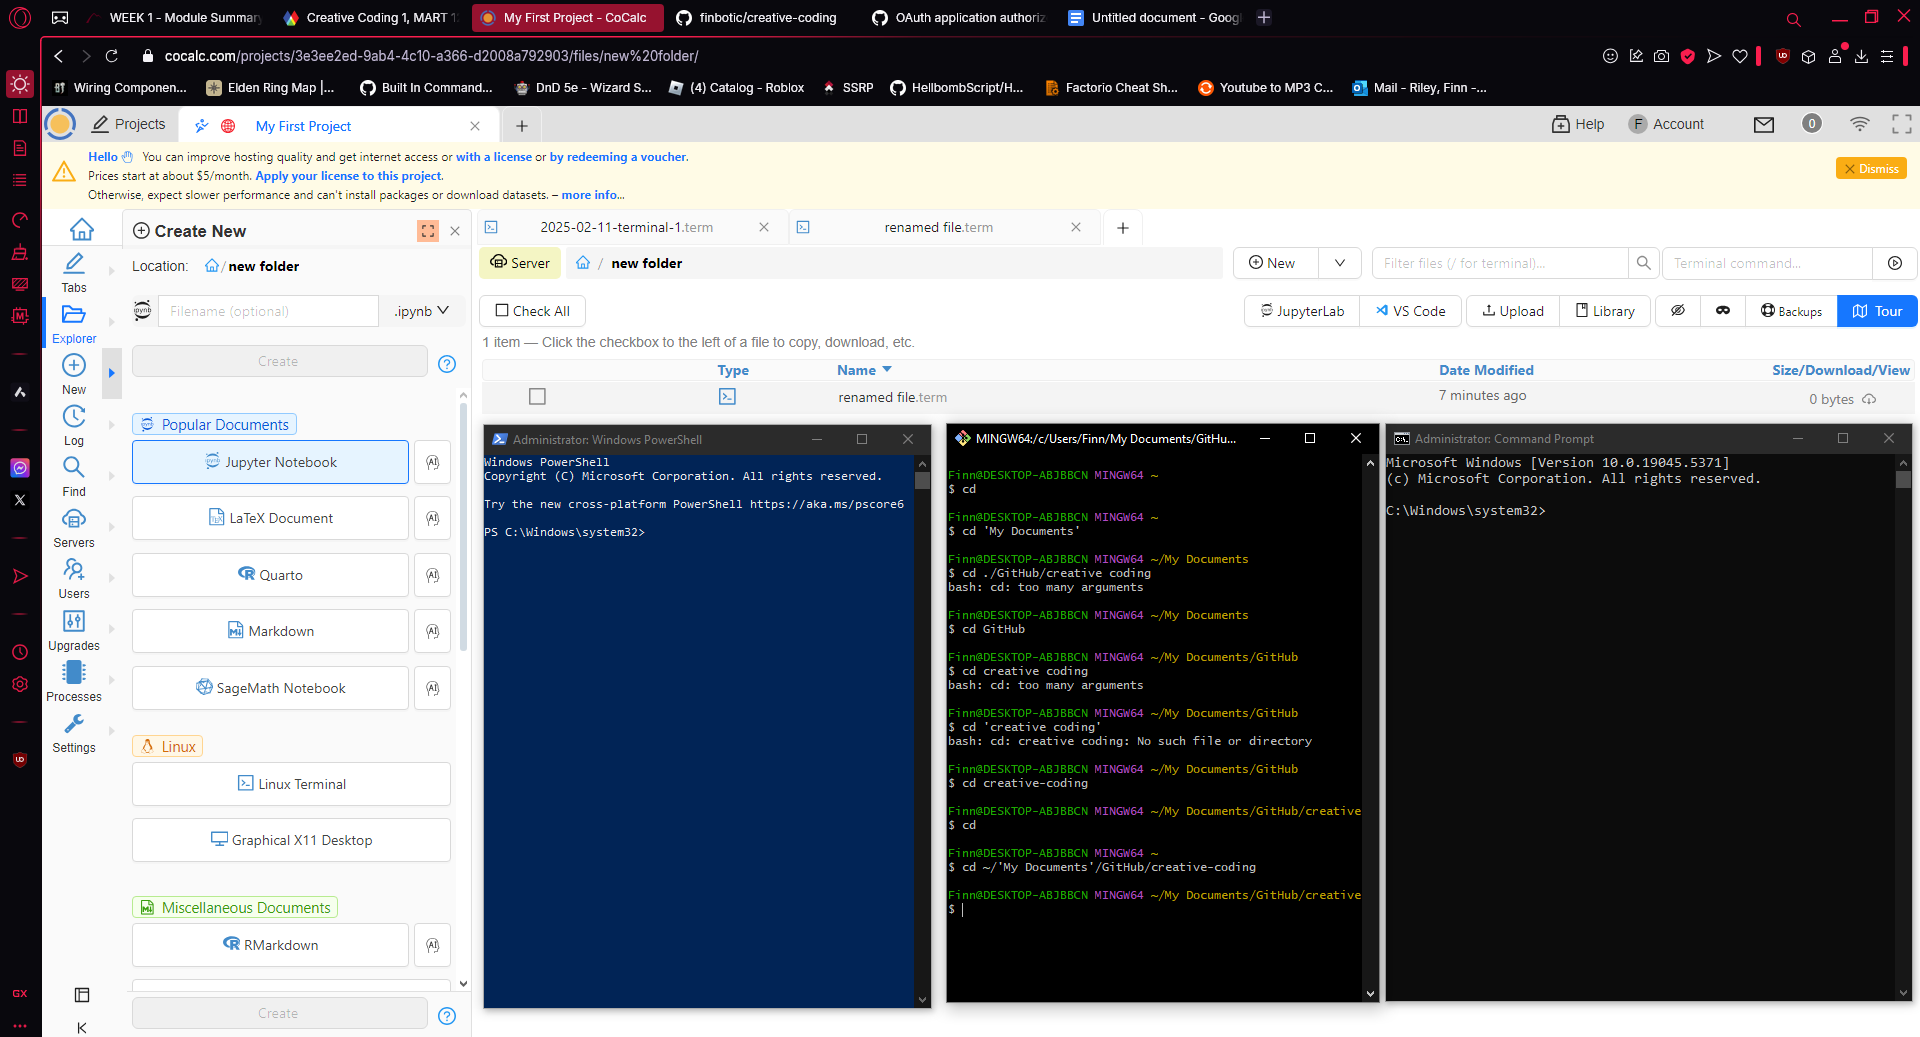 WEEK 1 - Module Summary
Creative Coding 1, MART 1
My First Project - CoCalc
finbotic/creative-coding
OAuth application authoriz
Untitled document - Goog
cocalc.com/projects/3e3ee2ed-9ab4-4c10-a366-d2008a792903/files/new%20folder/
Wiring Component...
Elden Ring Map |...
Built In Command...
DnD 5e - Wizard S...
(4) Catalog - Roblox
SSRP
HellbombScript/H...
Factorio Cheat Sh...
Youtube to MP3 C...
Mail - Riley, Finn -...
Projects
My First Project
Help
F Account
0
Hello You can improve hosting quality and get internet access or with a license or by redeeming a voucher.
Prices start at about $5/month. Apply your license to this project.
Otherwise, expect slower performance and can't install packages or download datasets. – more info...
Dismiss
Create New
2025-02-11-terminal-1.term
renamed file.term
Location: / new folder
Server
/ new folder
New
Filter files (/ for terminal)...
Terminal command...
Tabs
Explorer
New
Log
Find
Servers
Users
Upgrades
Processes
Settings
Filename (optional)
.ipynb
Create
Check All
JupyterLab
VS Code
Upload
Library
Backups
Tour
1 item — Click the checkbox to the left of a file to copy, download, etc.
Type
Name
Date Modified
Size/Download/View
renamed file.term
7 minutes ago
0 bytes
Popular Documents
Jupyter Notebook
AI
LaTeX Document
AI
Quarto
AI
Markdown
AI
SageMath Notebook
AI
Linux
Linux Terminal
Graphical X11 Desktop
Miscellaneous Documents
RMarkdown
AI
Create
GX
Administrator: Windows PowerShell
Windows PowerShell
Copyright (C) Microsoft Corporation. All rights reserved.
Try the new cross-platform PowerShell https://aka.ms/pscore6
PS C:\Windows\system32>
MINGW64:/c/Users/Finn/My Documents/GitHu...
Finn@DESKTOP-ABJBBCN MINGW64 ~
$ cd
Finn@DESKTOP-ABJBBCN MINGW64 ~
$ cd 'My Documents'
Finn@DESKTOP-ABJBBCN MINGW64 ~/My Documents
$ cd ./GitHub/creative coding
bash: cd: too many arguments
Finn@DESKTOP-ABJBBCN MINGW64 ~/My Documents
$ cd GitHub
Finn@DESKTOP-ABJBBCN MINGW64 ~/My Documents/GitHub
$ cd creative coding
bash: cd: too many arguments
Finn@DESKTOP-ABJBBCN MINGW64 ~/My Documents/GitHub
$ cd 'creative coding'
bash: cd: creative coding: No such file or directory
Finn@DESKTOP-ABJBBCN MINGW64 ~/My Documents/GitHub
$ cd creative-coding
Finn@DESKTOP-ABJBBCN MINGW64 ~/My Documents/GitHub/creative
$ cd
Finn@DESKTOP-ABJBBCN MINGW64 ~
$ cd ~/'My Documents'/GitHub/creative-coding
Finn@DESKTOP-ABJBBCN MINGW64 ~/My Documents/GitHub/creative
$
Administrator: Command Prompt
Microsoft Windows [Version 10.0.19045.5371]
(c) Microsoft Corporation. All rights reserved.
C:\Windows\system32>